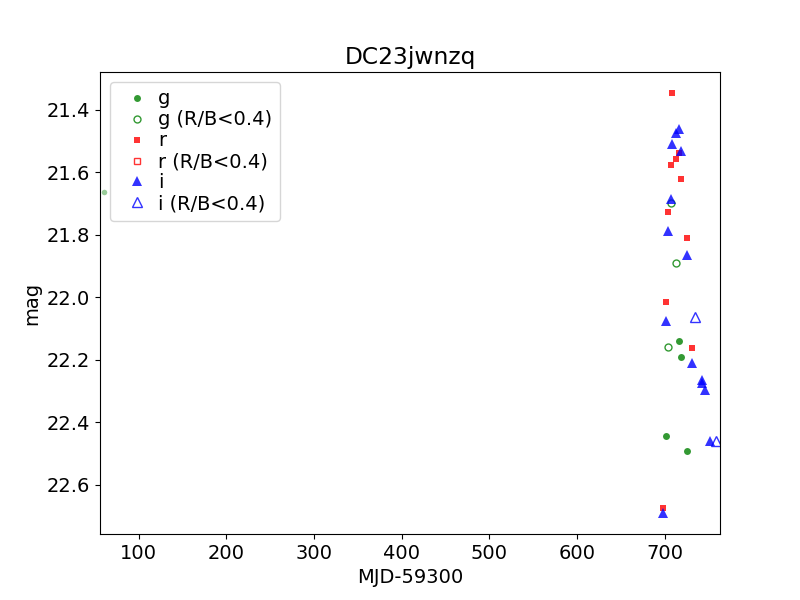 DC23jwnzq
g
g (R/B<0.4)
r
r (R/B<0.4)
i
i (R/B<0.4)
mag
21.4
21.6
21.8
22.0
22.2
22.4
22.6
100 200 300 400 500 600 700
MJD-59300